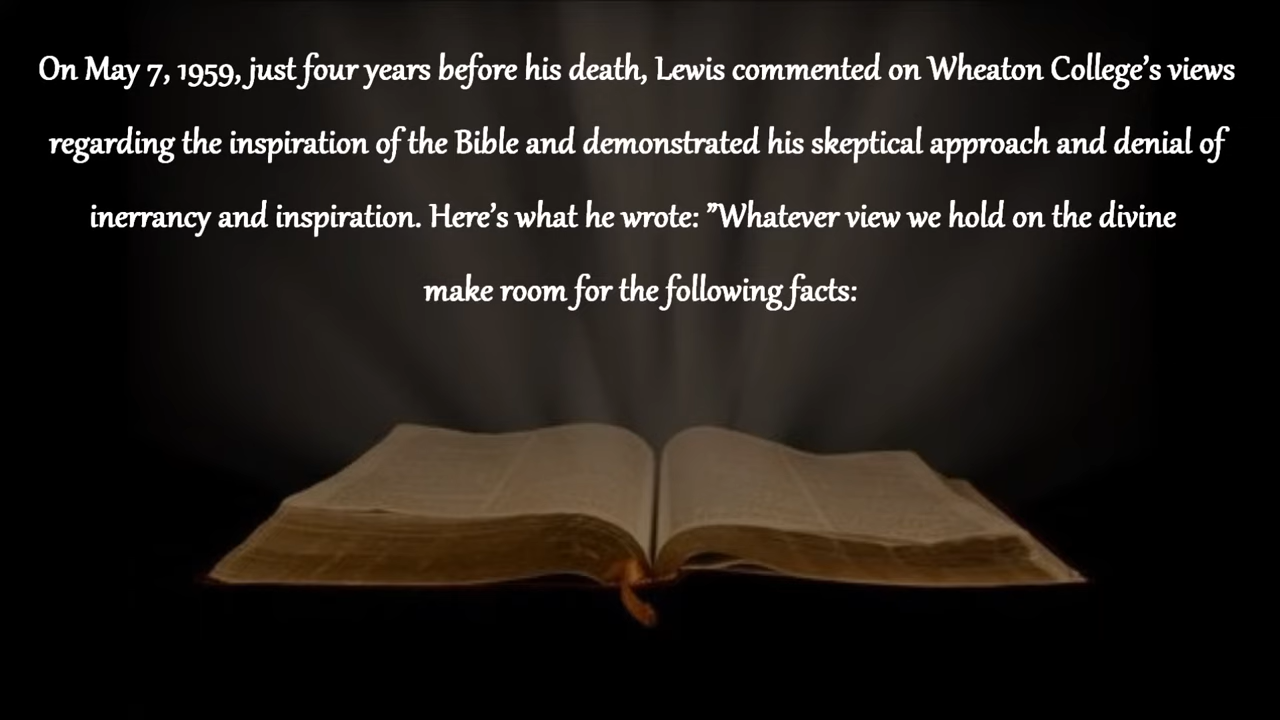 On May 7, 1959, just four years before his death, Lewis commented on Wheaton College’s views
regarding the inspiration of the Bible and demonstrated his skeptical approach and denial of
inerrancy and inspiration. Here’s what he wrote: ”Whatever view we hold on the divine
make room for the following facts: